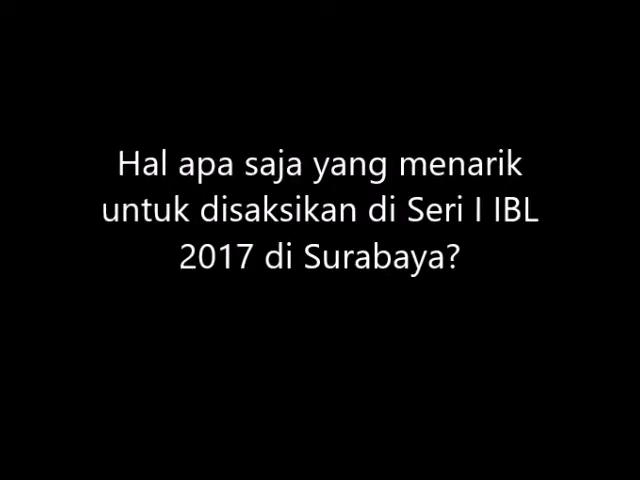 Hal apa saja yang menarik
untuk disaksikan di Seri I IBL
2017 di Surabaya?